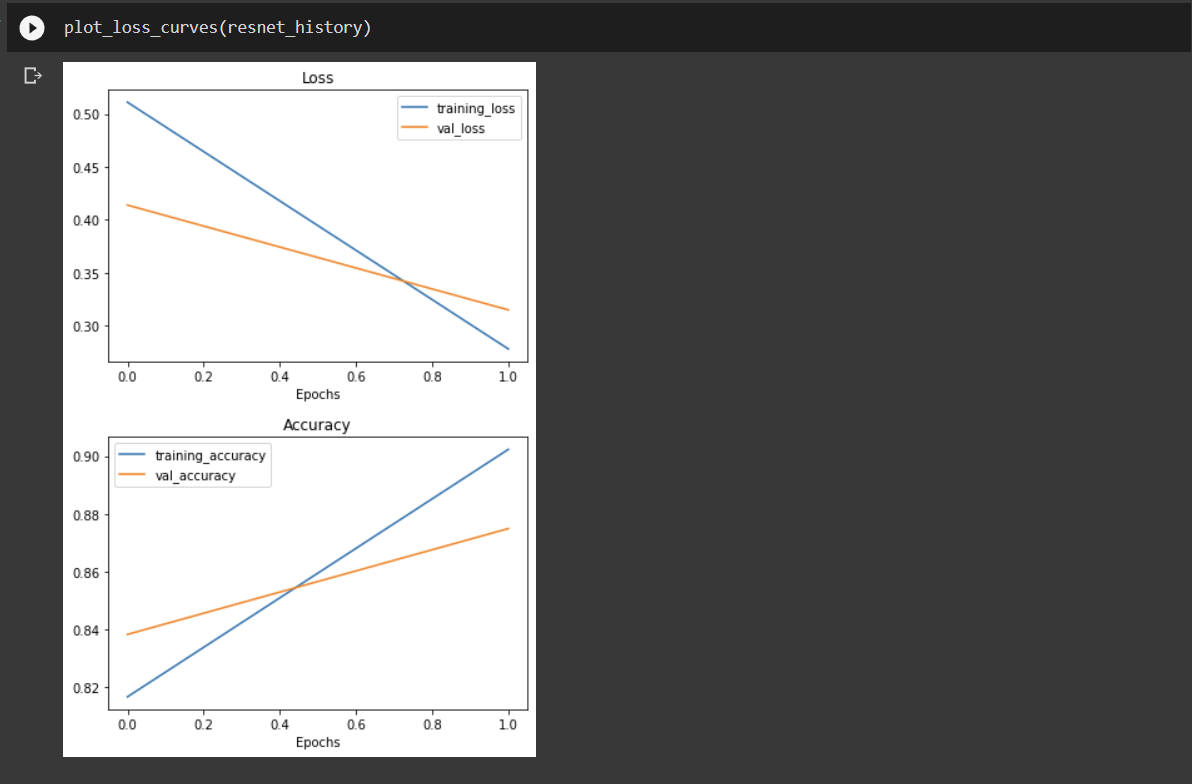 plot_loss_curves(resnet_history)
Loss
training_loss
val_loss
0.50
0.45
0.40
0.35
0.30
0.0 0.2 0.4 0.6 0.8 1.0
Epochs
Accuracy
training_accuracy
val_accuracy
0.90
0.88
0.86
0.84
0.82
0.0 0.2 0.4 0.6 0.8 1.0
Epochs